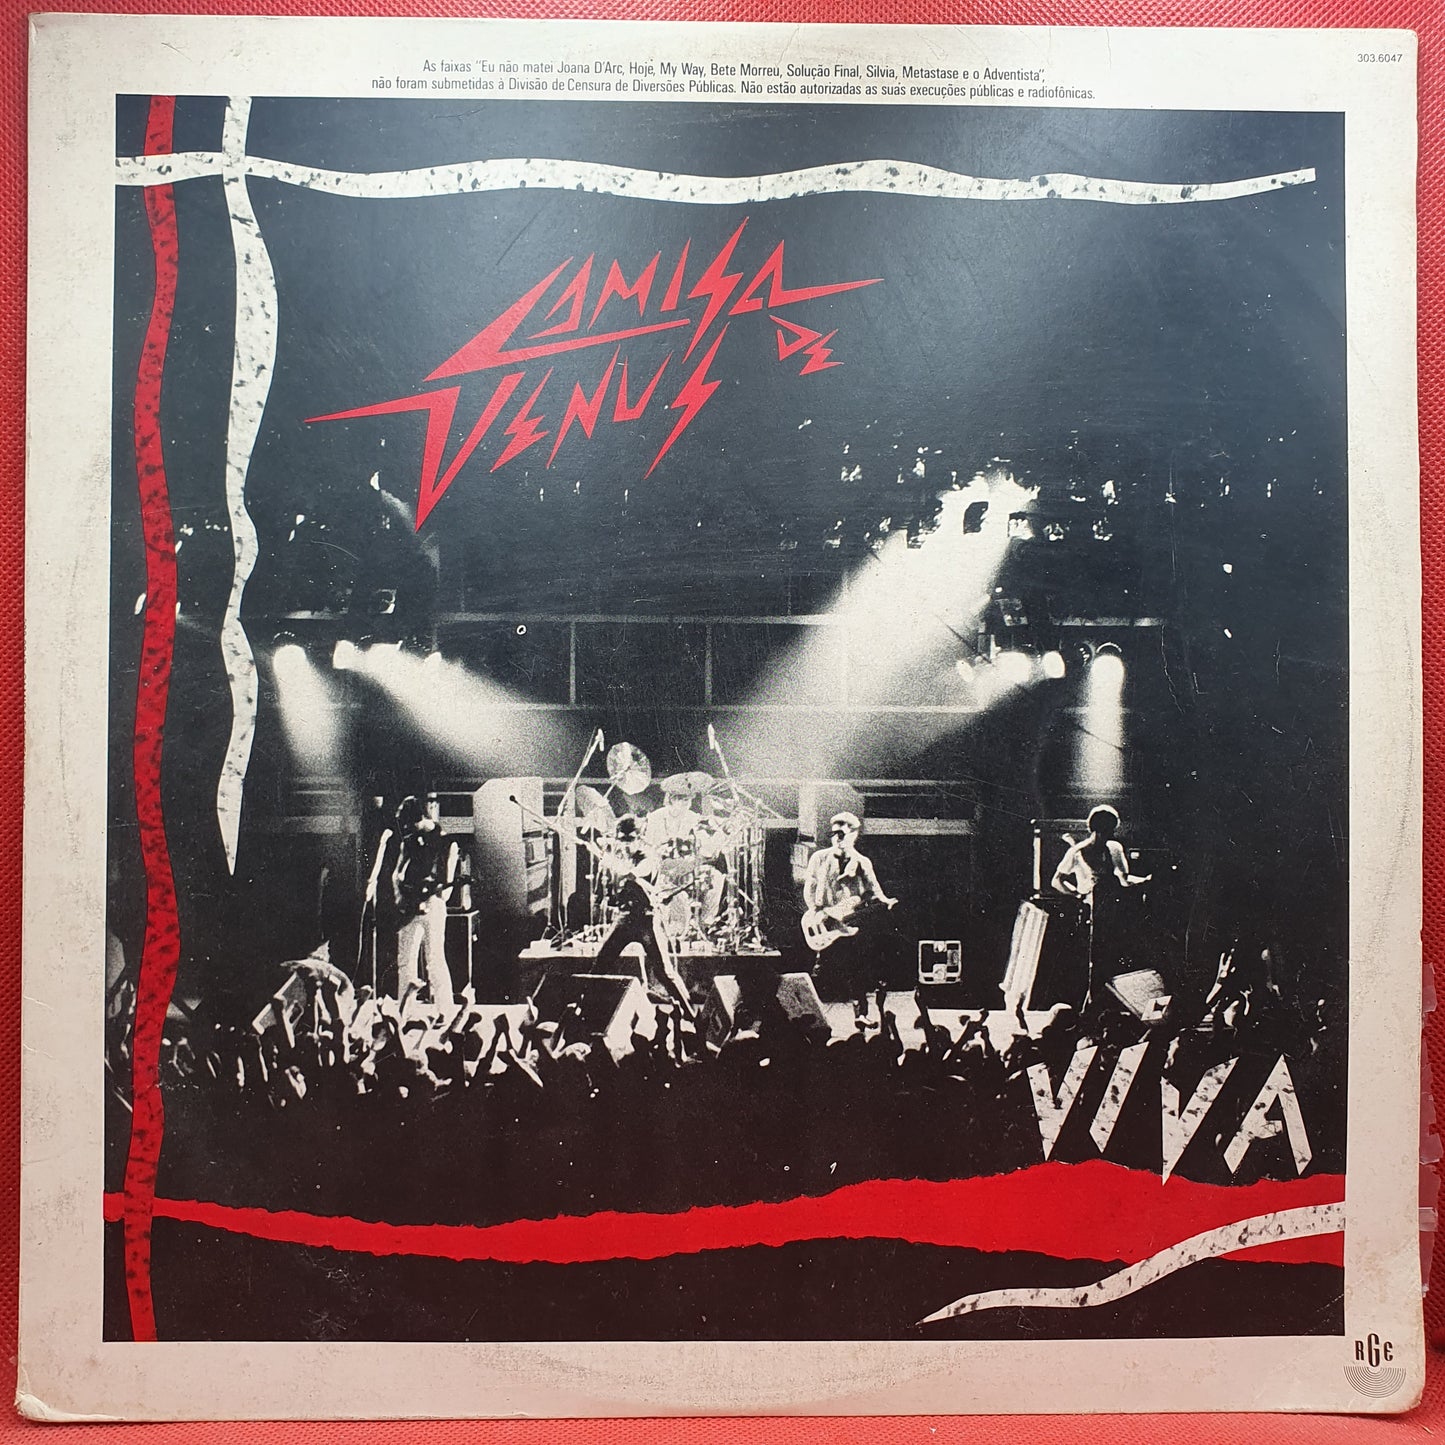 As faixas "Eu não matei Joana D'Arc, Hoje, My Way, Bete Morreu, Solução Final, Silvia, Metastase e o Adventista",
não foram submetidas à Divisão de Censura de Diversões Públicas. Não estão autorizadas as suas execuções públicas e radiofônicas.
303.6047
CAMISA
DE
VENUS
VIVA
RGE